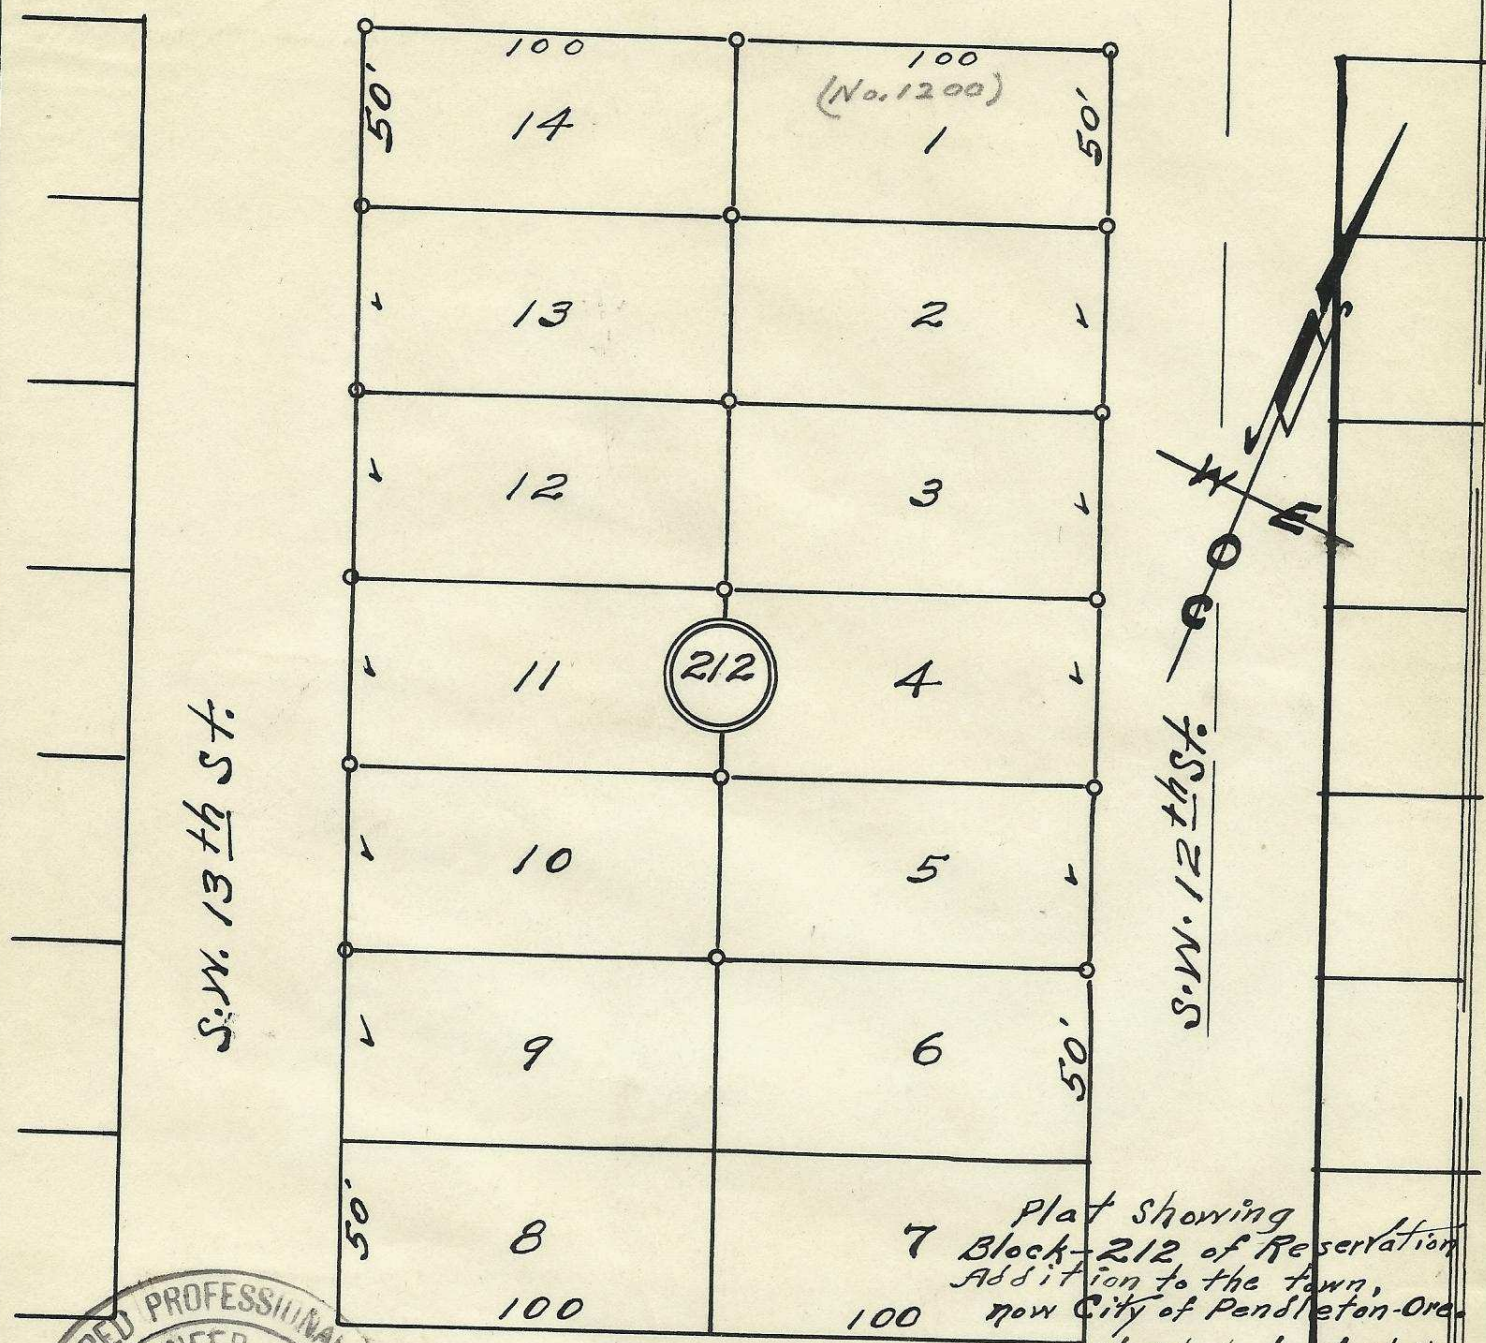 100
100
(No. 1200)
50'
14
1
50'
13
2
S
12
3
W
E
11
212
4
S.W. 13th St.
S.W. 12th St.
10
5
9
6
50'
50'
8
7
100
100
Plat Showing
Block-212 of Reservation
Addition to the town,
now City of Pendleton-Ore.
PROFESSIONAL